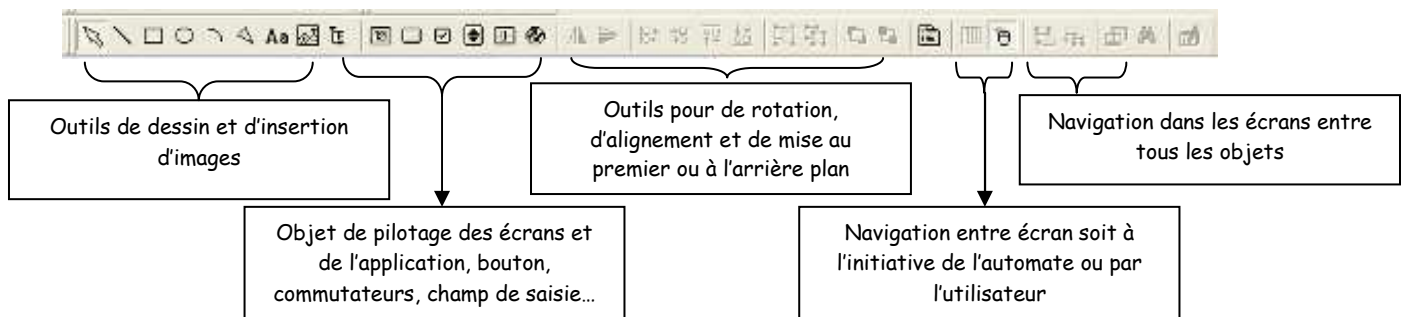 Aa
Outils de dessin et d'insertion
d'images
Outils pour de rotation,
d'alignement et de mise au
premier ou à l'arrière plan
Navigation dans les écrans entre
tous les objets
Objet de pilotage des écrans et
de l'application, bouton,
commutateurs, champ de saisie…
Navigation entre écran soit à
l'initiative de l'automate ou par
l'utilisateur